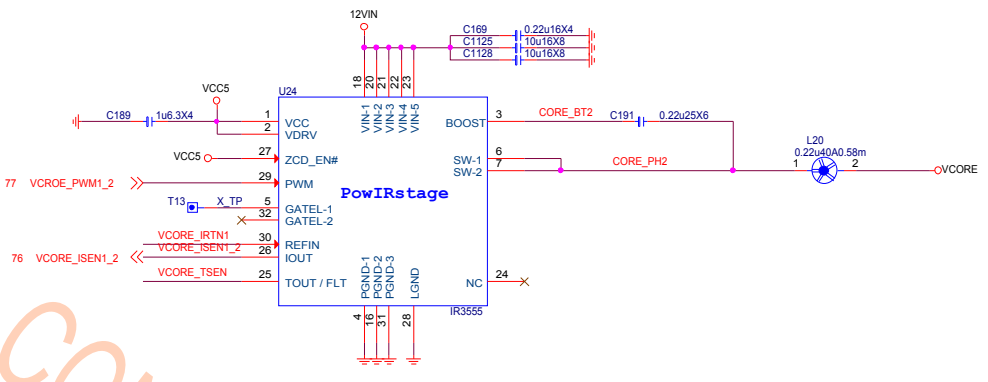 12VIN
C169 0.22u16X4
C1125 10u16X8
C1128 10u16X8
18 20 21 22 23
VCC5
U24
VIN-1 VIN-2 VIN-3 VIN-4 VIN-5
C189 1u6.3X4
1 VCC
2 VDRV
BOOST 3 CORE_BT2 C191 0.22u25X6
VCC5 27 ZCD_EN#
SW-1 6
SW-2 7 CORE_PH2
L20
0.22u40A0.58m
1 2 VCORE
77 VCROE_PWM1_2 29 PWM
PowIRstage
T13 X_TP 5 GATEL-1
32 GATEL-2
VCORE_IRTN1 30 REFIN
76 VCORE_ISEN1_2 VCORE_ISEN1_2 26 IOUT
VCORE_TSEN 25 TOUT / FLT
PGND-1 PGND-2 PGND-3 LGND
NC 24
IR3555
4 16 31 28